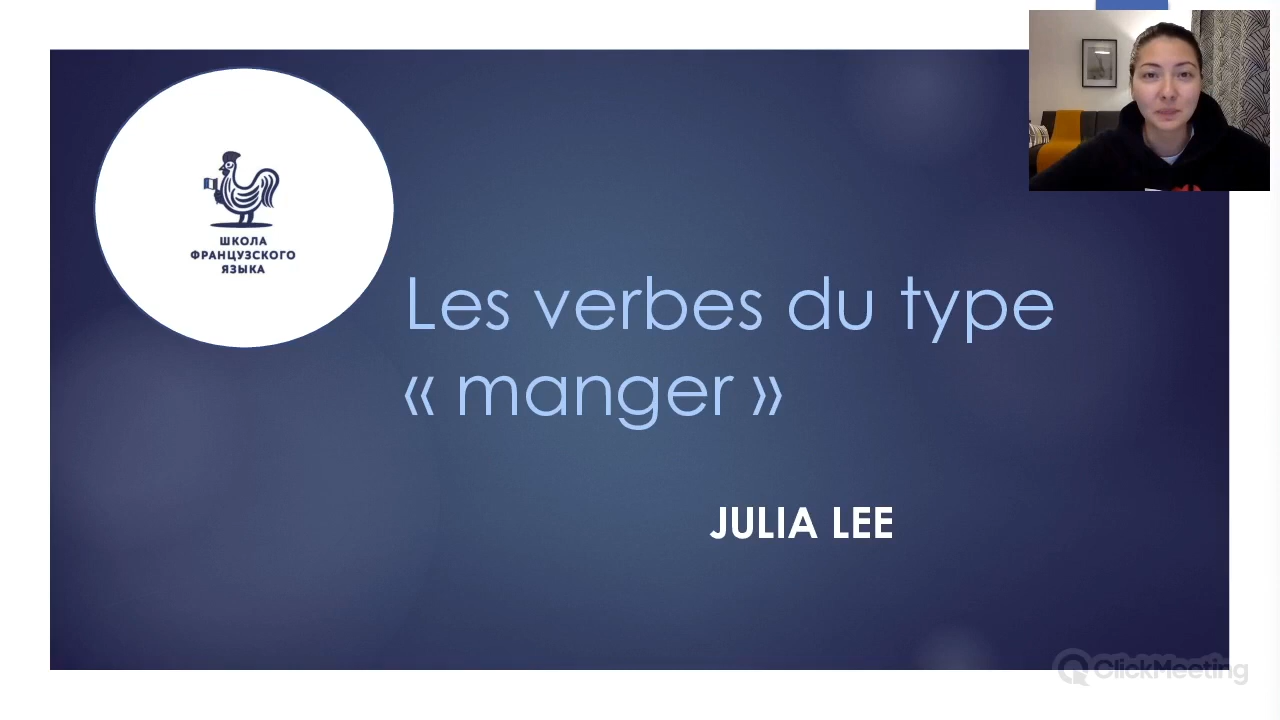 ШКОЛА
ФРАНЦУЗСКОГО
ЯЗЫКА
Les verbes du type
« manger »
JULIA LEE
ClickMeeting